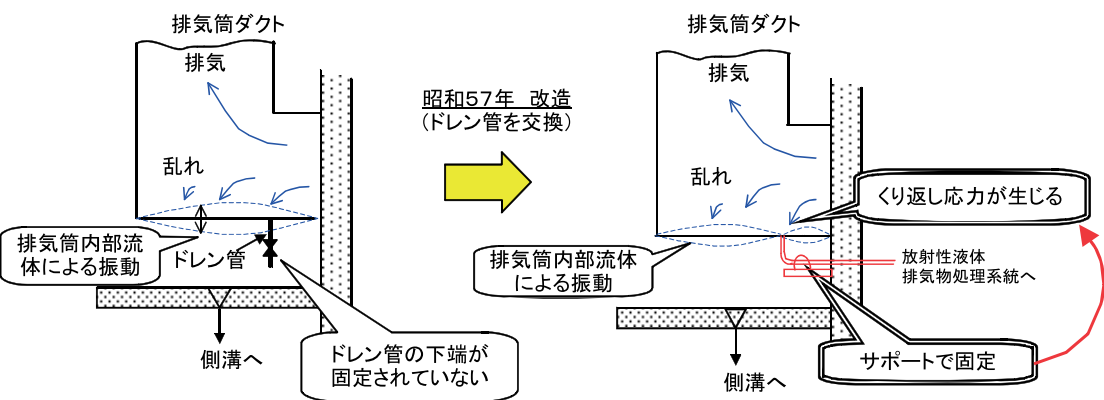 排気筒ダクト
排気
乱れ
排気筒内部流
体による振動
ドレン管
側溝へ
ドレン管の下端が
固定されていない
昭和57年　改造
(ドレン管を交換)
排気筒ダクト
排気
乱れ
くり返し応力が生じる
排気筒内部流体
による振動
放射性液体
排気物処理系統へ
サポートで固定
側溝へ